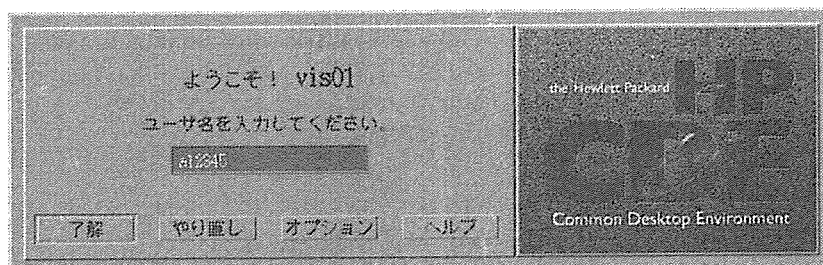 ようこそ！ vis01
ユーザ名を入力してください。
a12345
了解 やり直し オプション ヘルプ
the Hewlett Packard HP
CDE
Common Desktop Environment